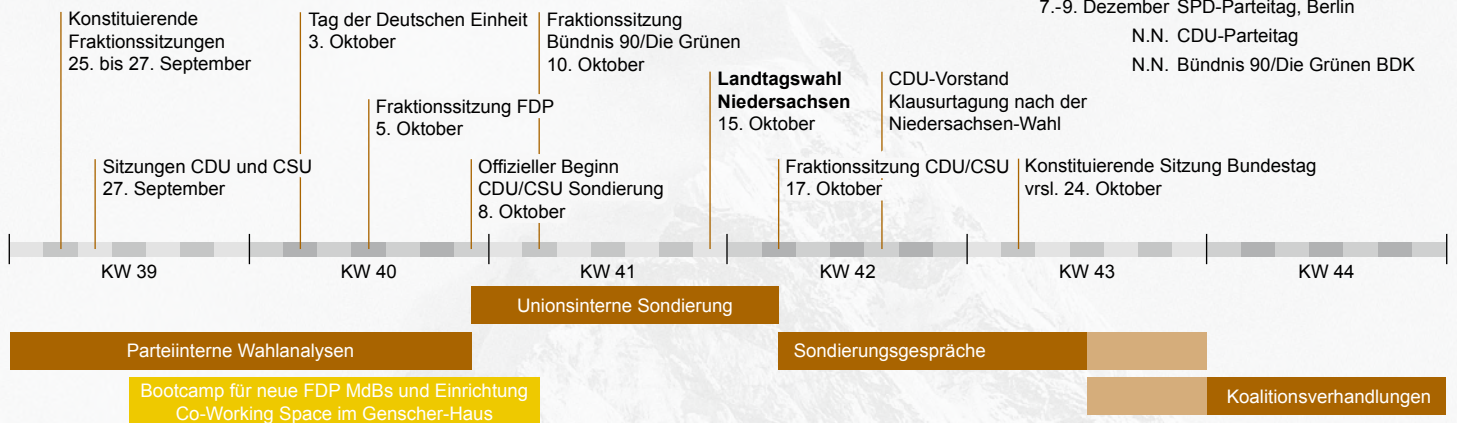 7.-9. Dezember SPD-Parteitag, Berlin
N.N. CDU-Parteitag
N.N. Bündnis 90/Die Grünen BDK
Konstituierende
Fraktionssitzungen
25. bis 27. September
Tag der Deutschen Einheit
3. Oktober
Fraktionssitzung
Bündnis 90/Die Grünen
10. Oktober
Landtagswahl
Niedersachsen
15. Oktober
CDU-Vorstand
Klausurtagung nach der
Niedersachsen-Wahl
Fraktionssitzung FDP
5. Oktober
Sitzungen CDU und CSU
27. September
Offizieller Beginn
CDU/CSU Sondierung
8. Oktober
Fraktionssitzung CDU/CSU
17. Oktober
Konstituierende Sitzung Bundestag
vrsl. 24. Oktober
KW 39
KW 40
KW 41
KW 42
KW 43
KW 44
Unionsinterne Sondierung
Parteiinterne Wahlanalysen
Sondierungsgespräche
Bootcamp für neue FDP MdBs und Einrichtung
Co-Working Space im Genscher-Haus
Koalitionsverhandlungen